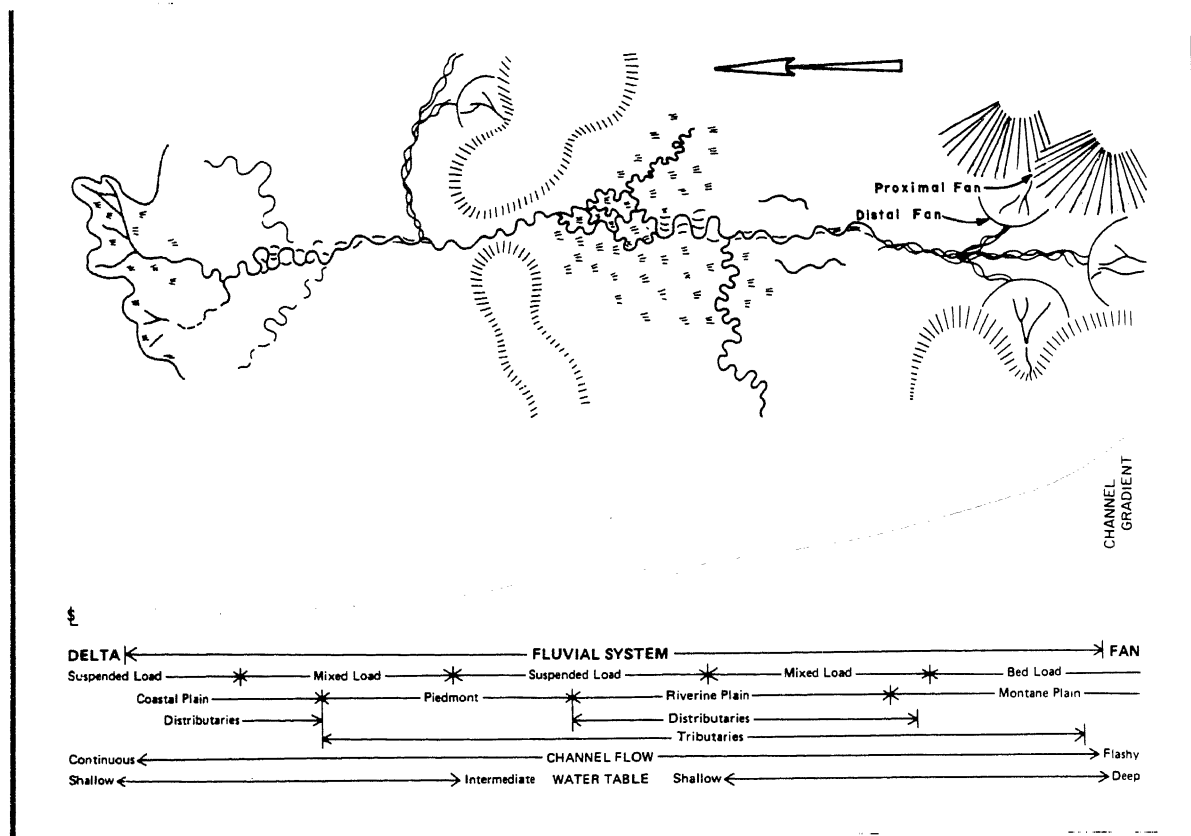 Proximal Fan
Distal Fan
CHANNEL
GRADIENT
DELTA FLUVIAL SYSTEM FAN
Suspended Load Mixed Load Suspended Load Mixed Load Bed Load
Coastal Plain Piedmont Riverine Plain Montane Plain
Distributaries Distributaries
Tributaries
Continuous CHANNEL FLOW Flashy
Shallow Intermediate WATER TABLE Shallow Deep